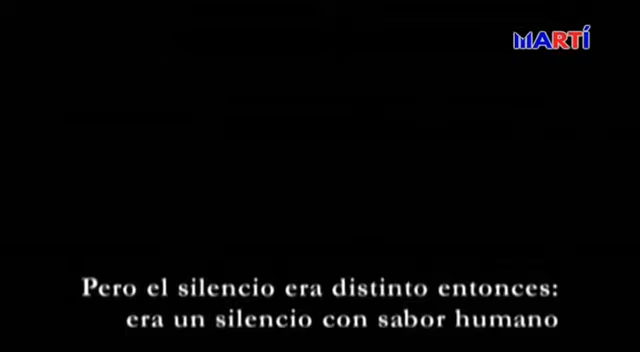 MARTÍ
Pero el silencio era distinto entonces:
era un silencio con sabor humano